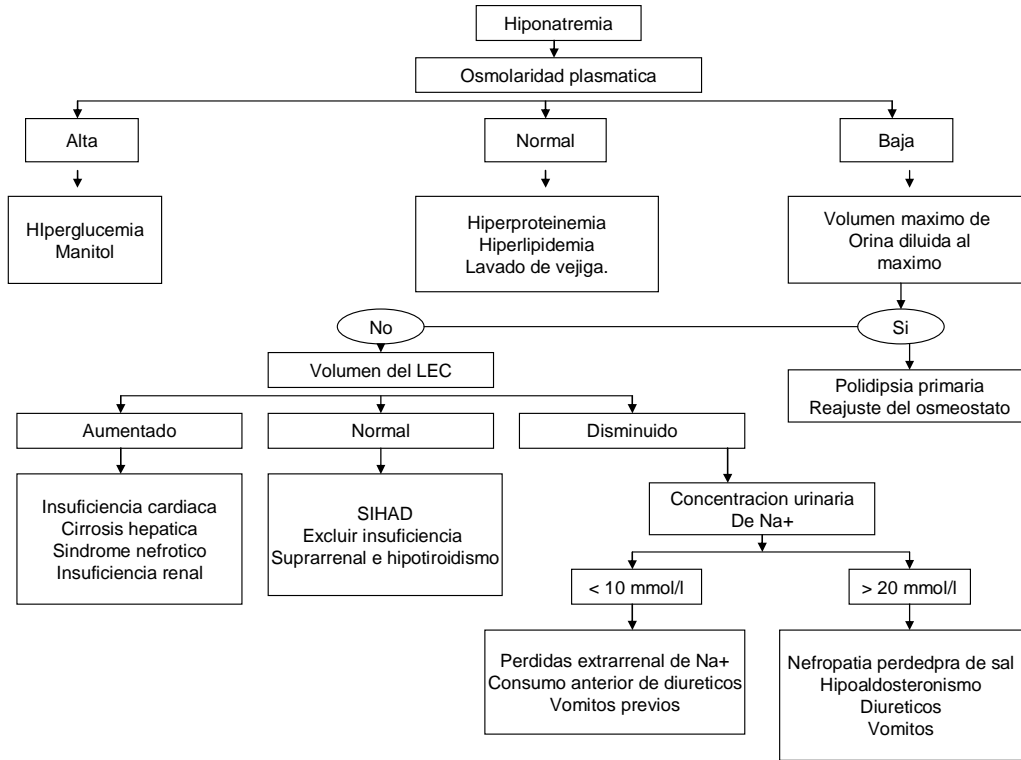 Hiponatremia
Osmolaridad plasmatica
Alta
Normal
Baja
HIperglucemia
Manitol
Hiperproteinemia
Hiperlipidemia
Lavado de vejiga.
Volumen maximo de
Orina diluida al
maximo
No
Si
Volumen del LEC
Polidipsia primaria
Reajuste del osmeostato
Aumentado
Normal
Disminuido
Insuficiencia cardiaca
Cirrosis hepatica
Sindrome nefrotico
Insuficiencia renal
SIHAD
Excluir insuficiencia
Suprarrenal e hipotiroidismo
Concentracion urinaria
De Na+
< 10 mmol/l
> 20 mmol/l
Perdidas extrarrenal de Na+
Consumo anterior de diureticos
Vomitos previos
Nefropatia perdedpra de sal
Hipoaldosteronismo
Diureticos
Vomitos